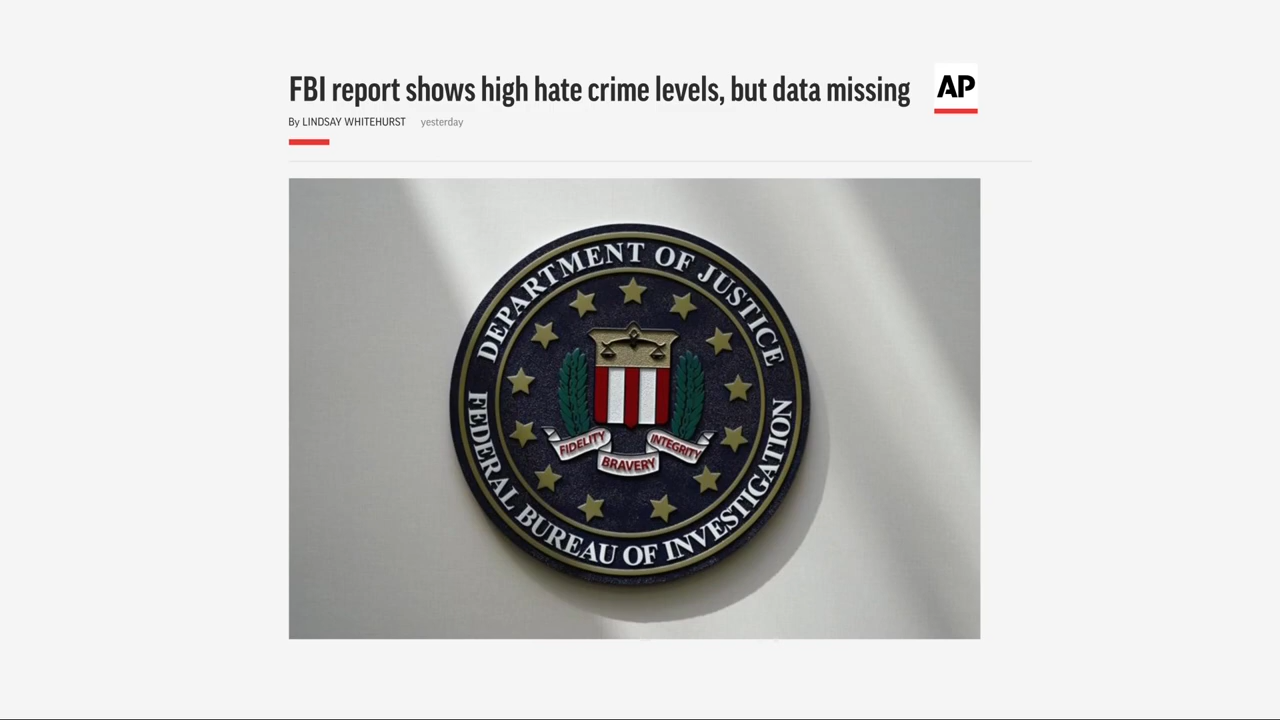 FBI report shows high hate crime levels, but data missing
AP
By LINDSAY WHITEHURST yesterday
DEPARTMENT OF JUSTICE
FIDELITY
BRAVERY
INTEGRITY
FEDERAL BUREAU OF INVESTIGATION